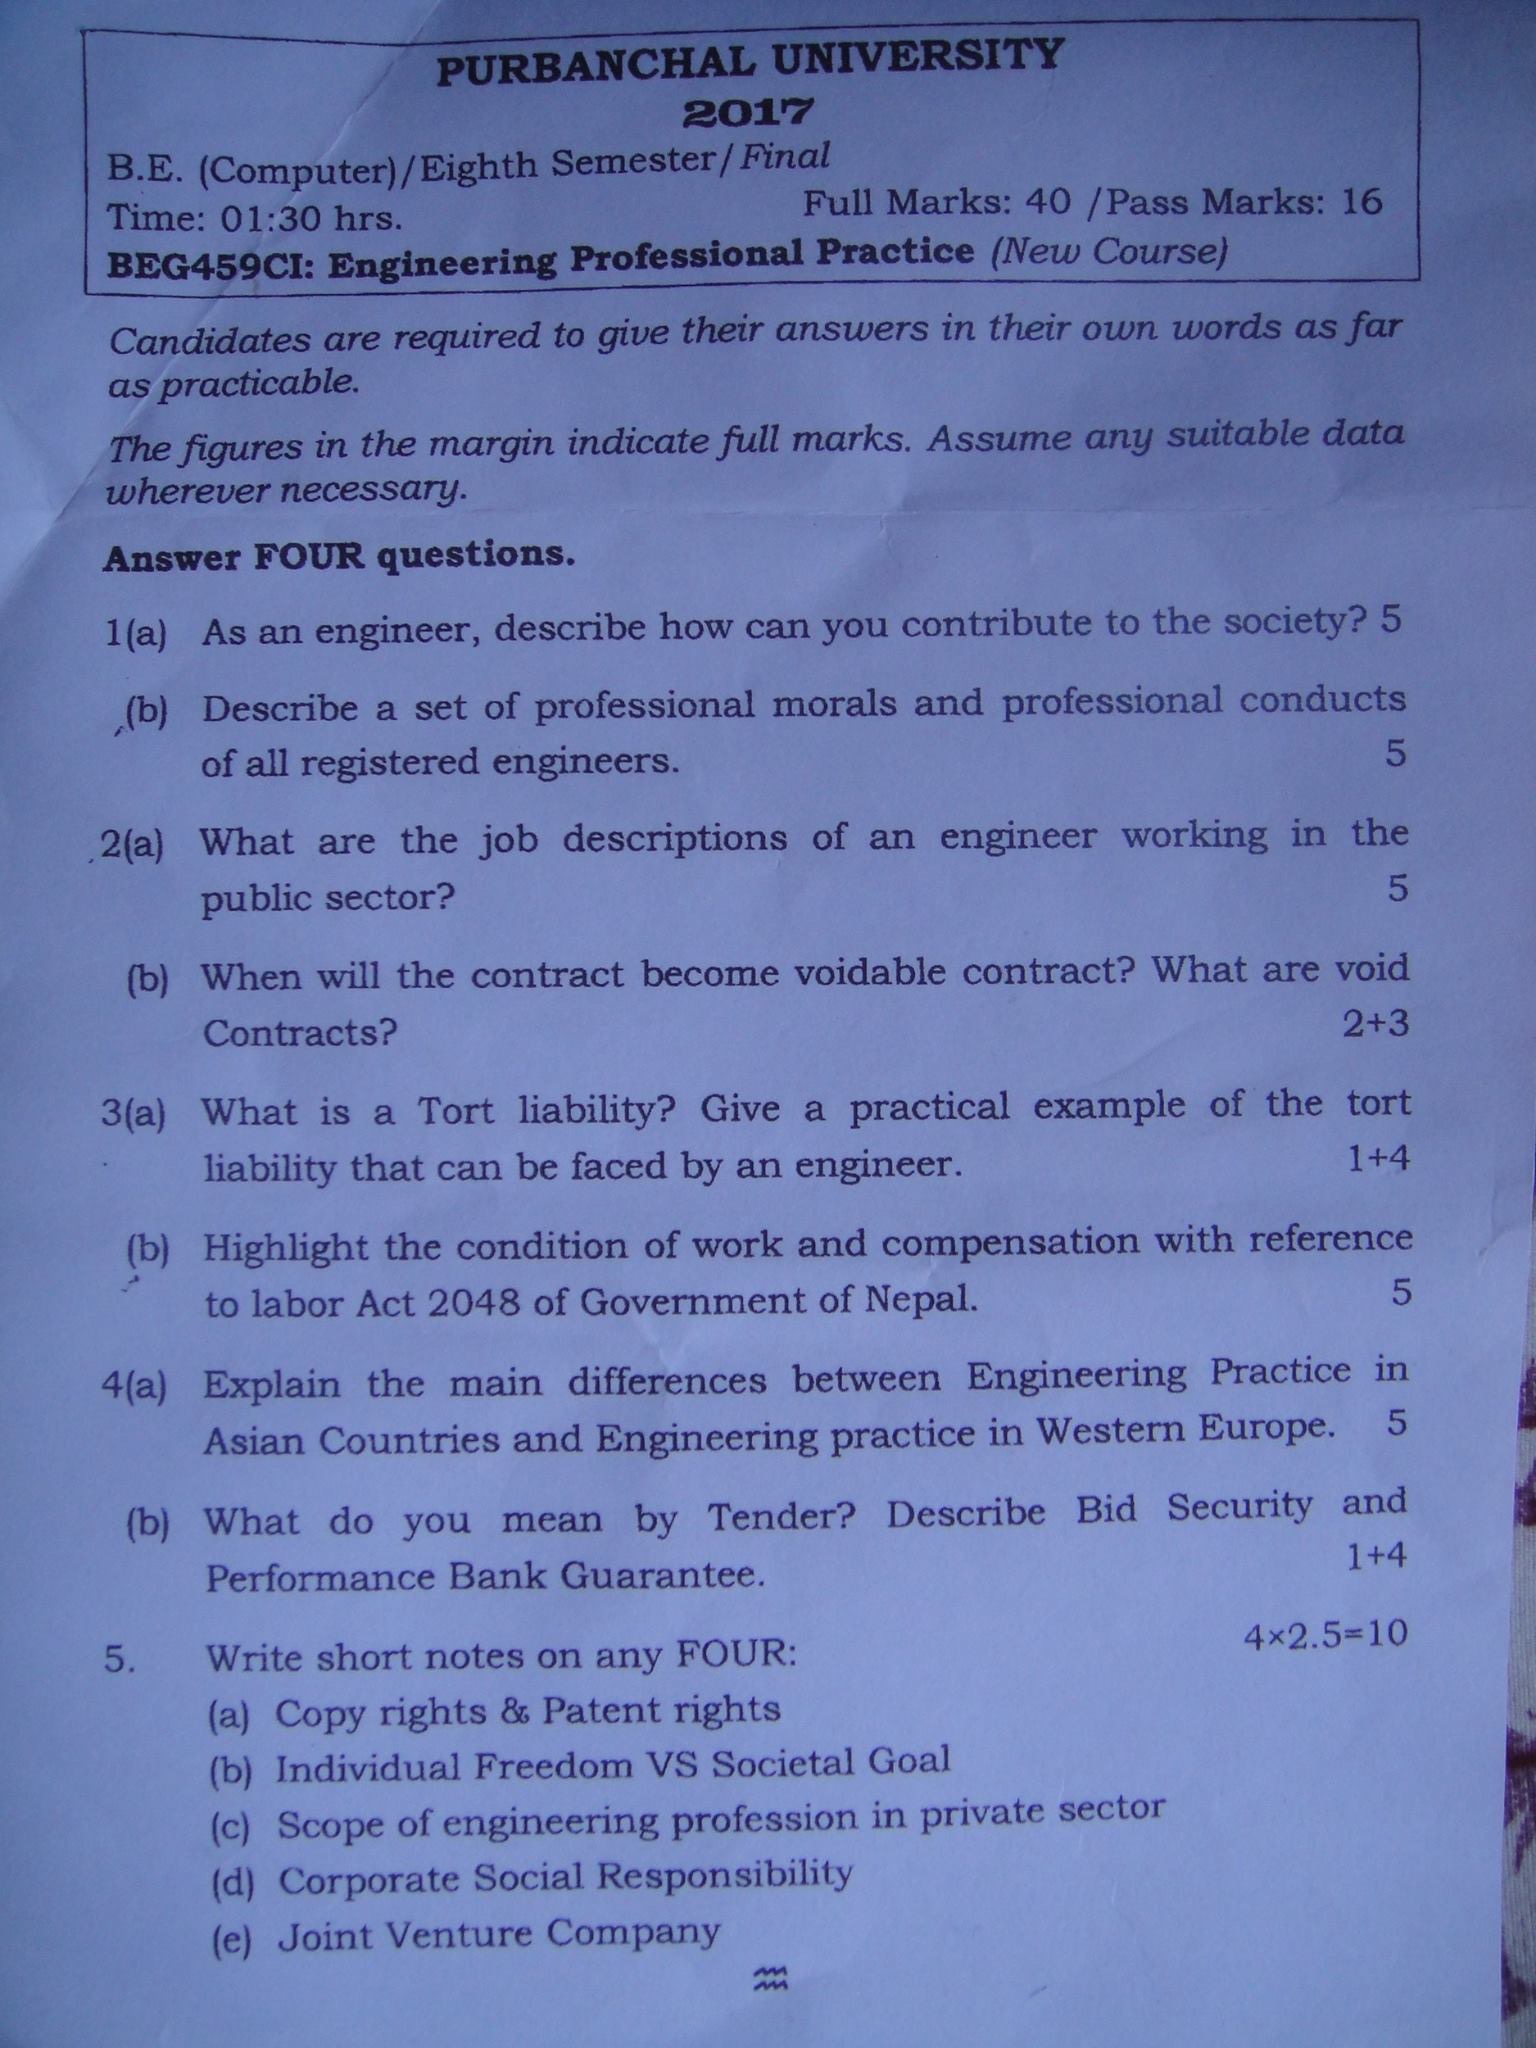 PURBANCHAL UNIVERSITY
2017
B.E. (Computer)/Eighth Semester/Final
Time: 01:30 hrs. Full Marks: 40 /Pass Marks: 16
BEG459CI: Engineering Professional Practice (New Course)
Candidates are required to give their answers in their own words as far
as practicable.
The figures in the margin indicate full marks. Assume any suitable data
wherever necessary.
Answer FOUR questions.
1(a) As an engineer, describe how can you contribute to the society? 5
(b) Describe a set of professional morals and professional conducts
of all registered engineers. 5
2(a) What are the job descriptions of an engineer working in the
public sector? 5
(b) When will the contract become voidable contract? What are void
Contracts? 2+3
3(a) What is a Tort liability? Give a practical example of the tort
liability that can be faced by an engineer. 1+4
(b) Highlight the condition of work and compensation with reference
to labor Act 2048 of Government of Nepal. 5
4(a) Explain the main differences between Engineering Practice in
Asian Countries and Engineering practice in Western Europe. 5
(b) What do you mean by Tender? Describe Bid Security and
Performance Bank Guarantee. 1+4
5. Write short notes on any FOUR: 4×2.5=10
(a) Copy rights & Patent rights
(b) Individual Freedom VS Societal Goal
(c) Scope of engineering profession in private sector
(d) Corporate Social Responsibility
(e) Joint Venture Company